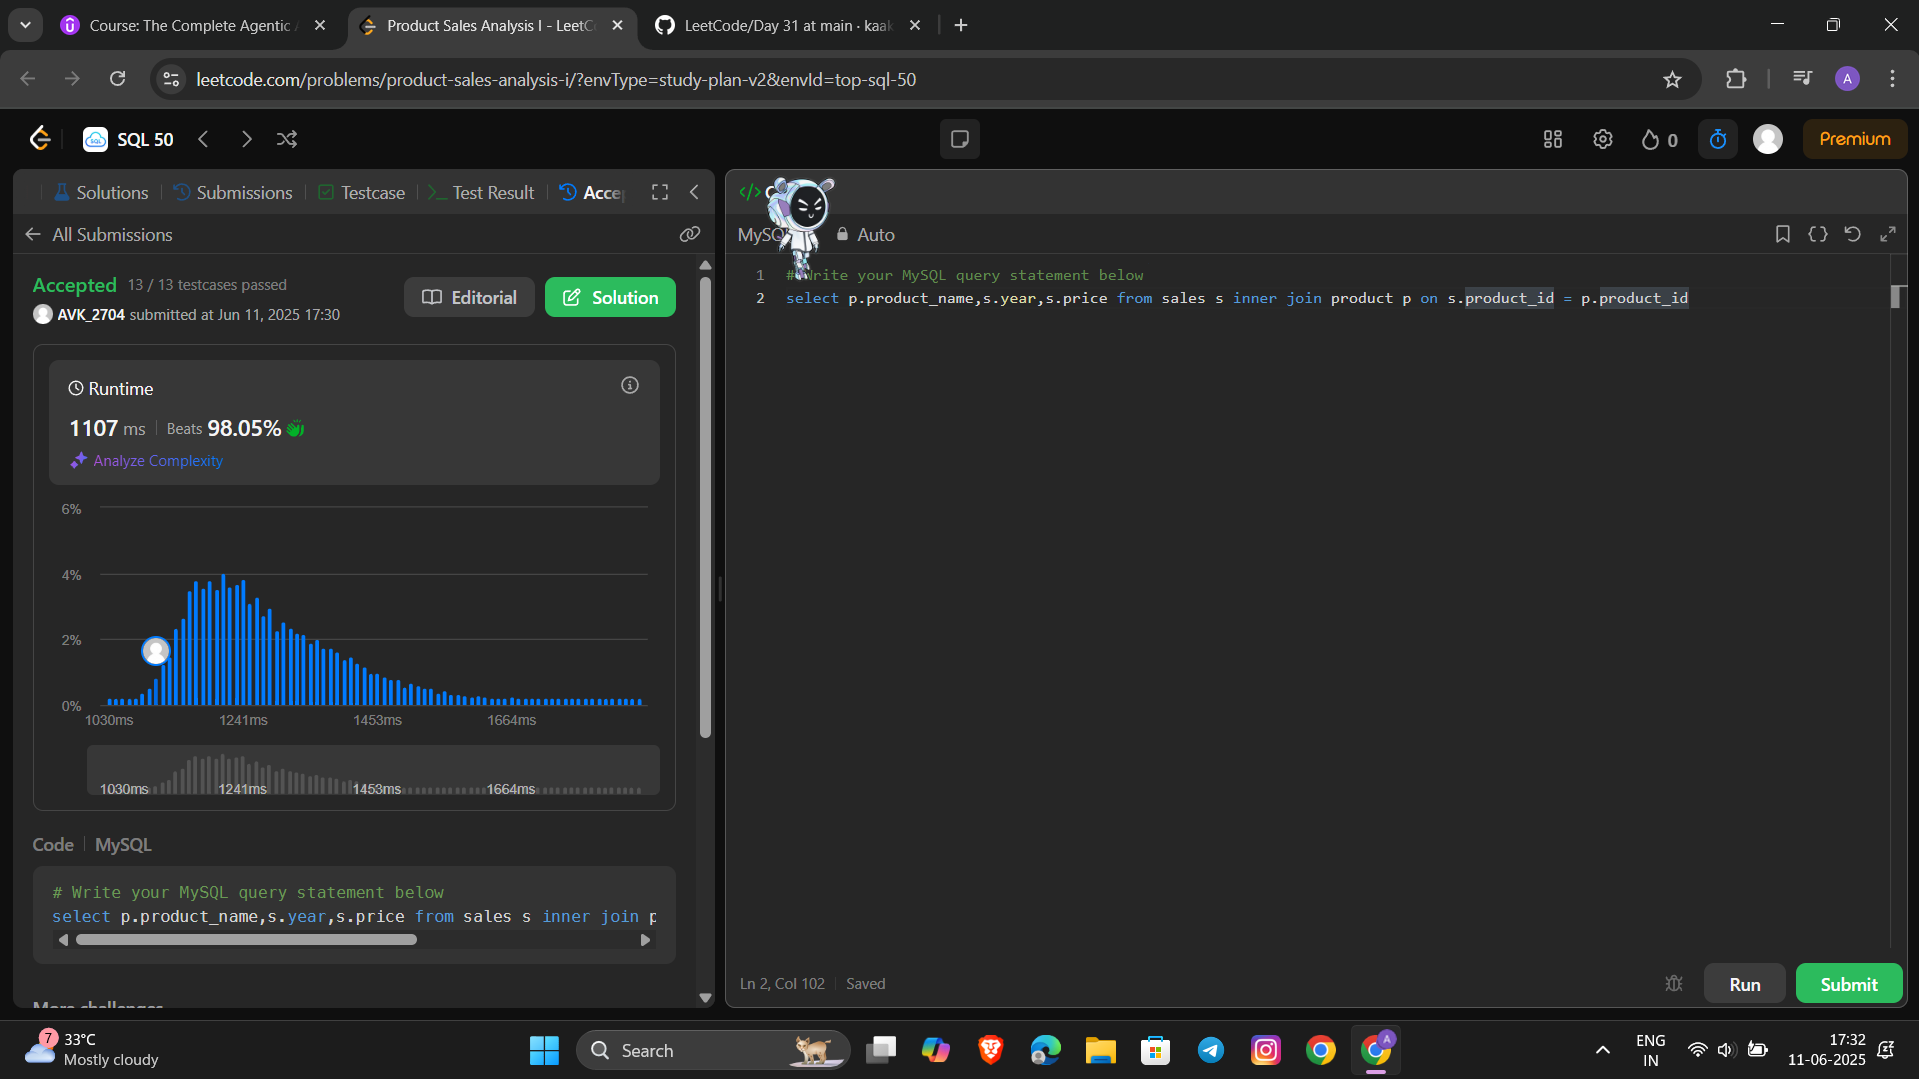 Course: The Complete Agentic
Product Sales Analysis I - LeetC
LeetCode/Day 31 at main · kaak
leetcode.com/problems/product-sales-analysis-i/?envType=study-plan-v2&envId=top-sql-50
A
SQL 50
0
Premium
Solutions
Submissions
Testcase
Test Result
Acce
</>
All Submissions
MySQ
Auto
Accepted 13 / 13 testcases passed
Editorial
Solution
AVK_2704 submitted at Jun 11, 2025 17:30
1 # Write your MySQL query statement below
2 select p.product_name,s.year,s.price from sales s inner join product p on s.product_id = p.product_id
Runtime
1107 ms | Beats 98.05%
Analyze Complexity
6%
4%
2%
0%
1030ms 1241ms 1453ms 1664ms
1030ms 1241ms 1453ms 1664ms
Code | MySQL
# Write your MySQL query statement below
select p.product_name,s.year,s.price from sales s inner join p
More challenges
Ln 2, Col 102 | Saved
Run
Submit
7
33°C
Mostly cloudy
Search
A
ENG
IN
17:32
11-06-2025